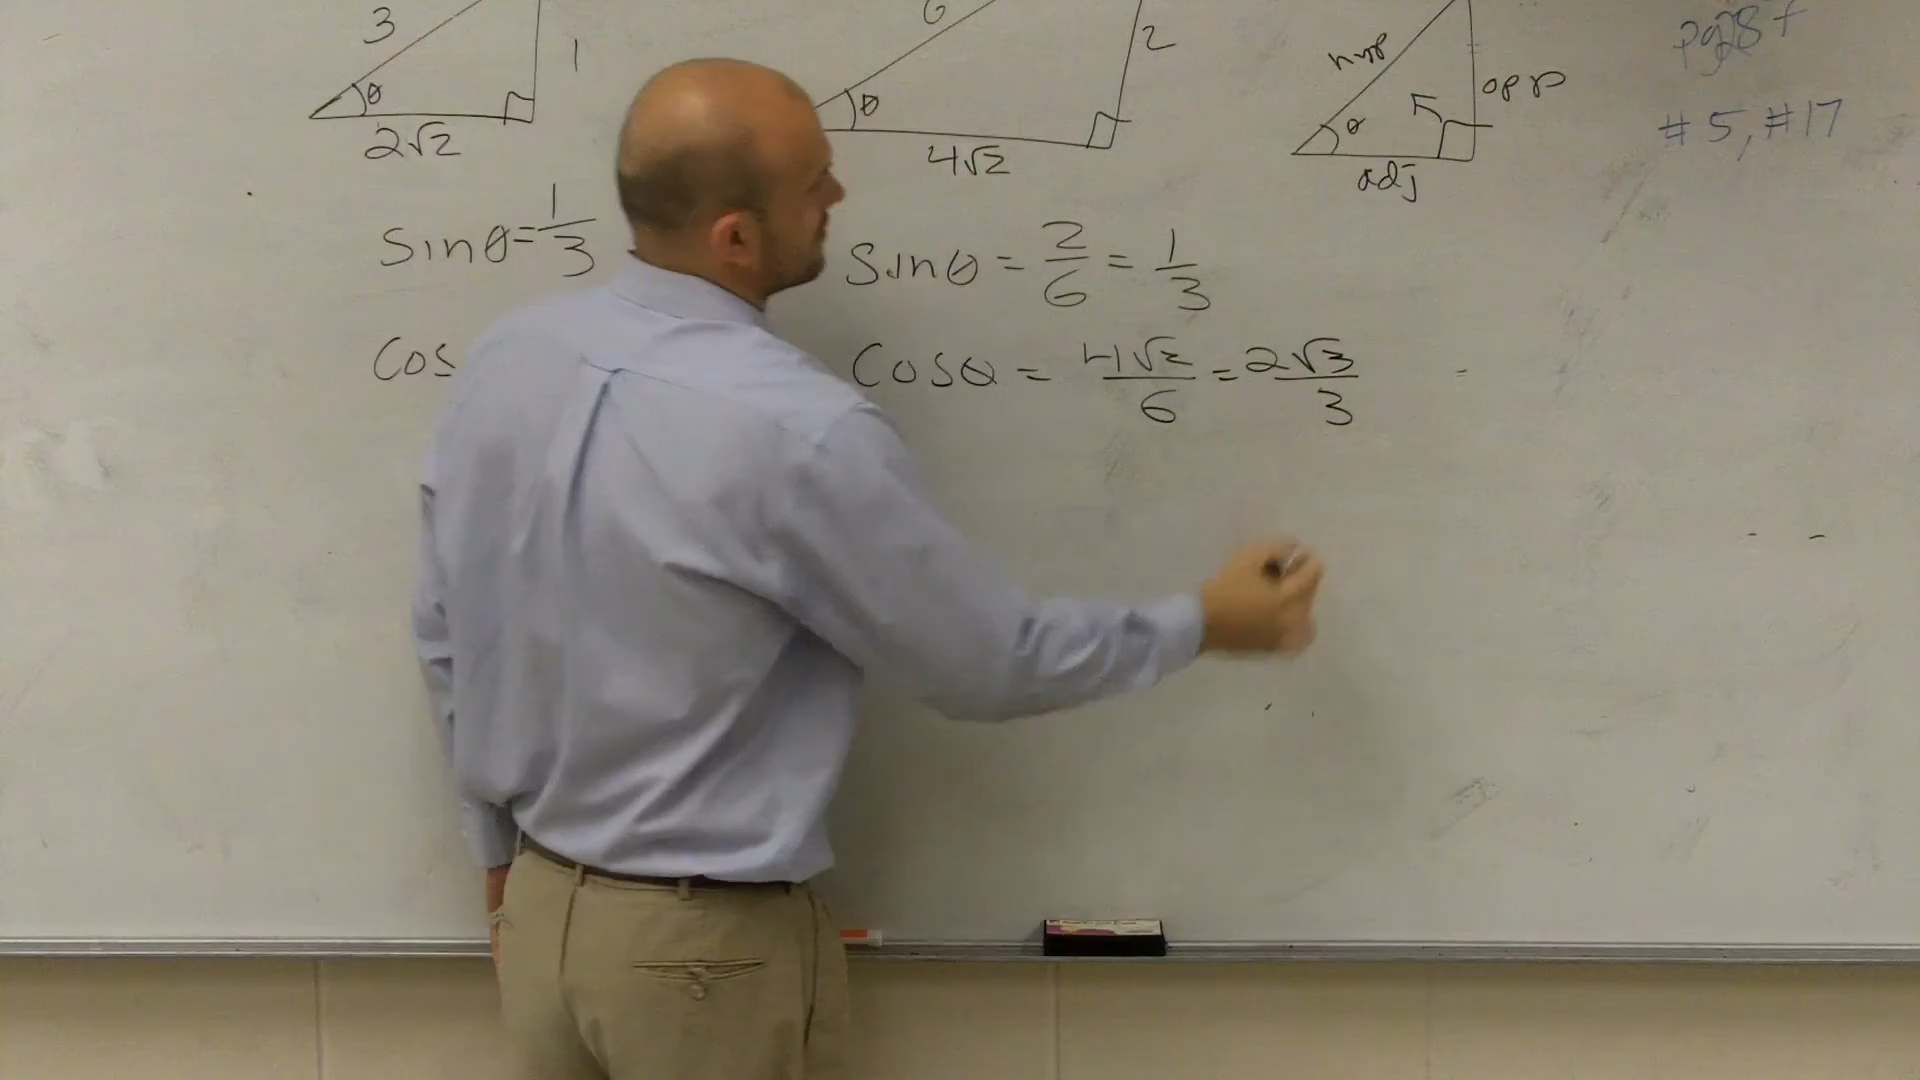 3
1
θ
2√2
6
2
θ
4√2
hyp
opp
θ
adj
pg 287
#5, #17
sinθ = 1/3
sinθ = 2/6 = 1/3
cos
cosθ = 4√2/6 = 2√3/3